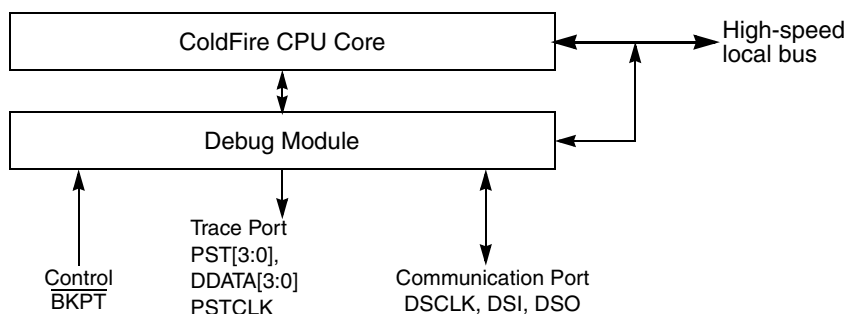 ColdFire CPU Core
High-speed
local bus
Debug Module
Control
BKPT
Trace Port
PST[3:0],
DDATA[3:0]
PSTCLK
Communication Port
DSCLK, DSI, DSO